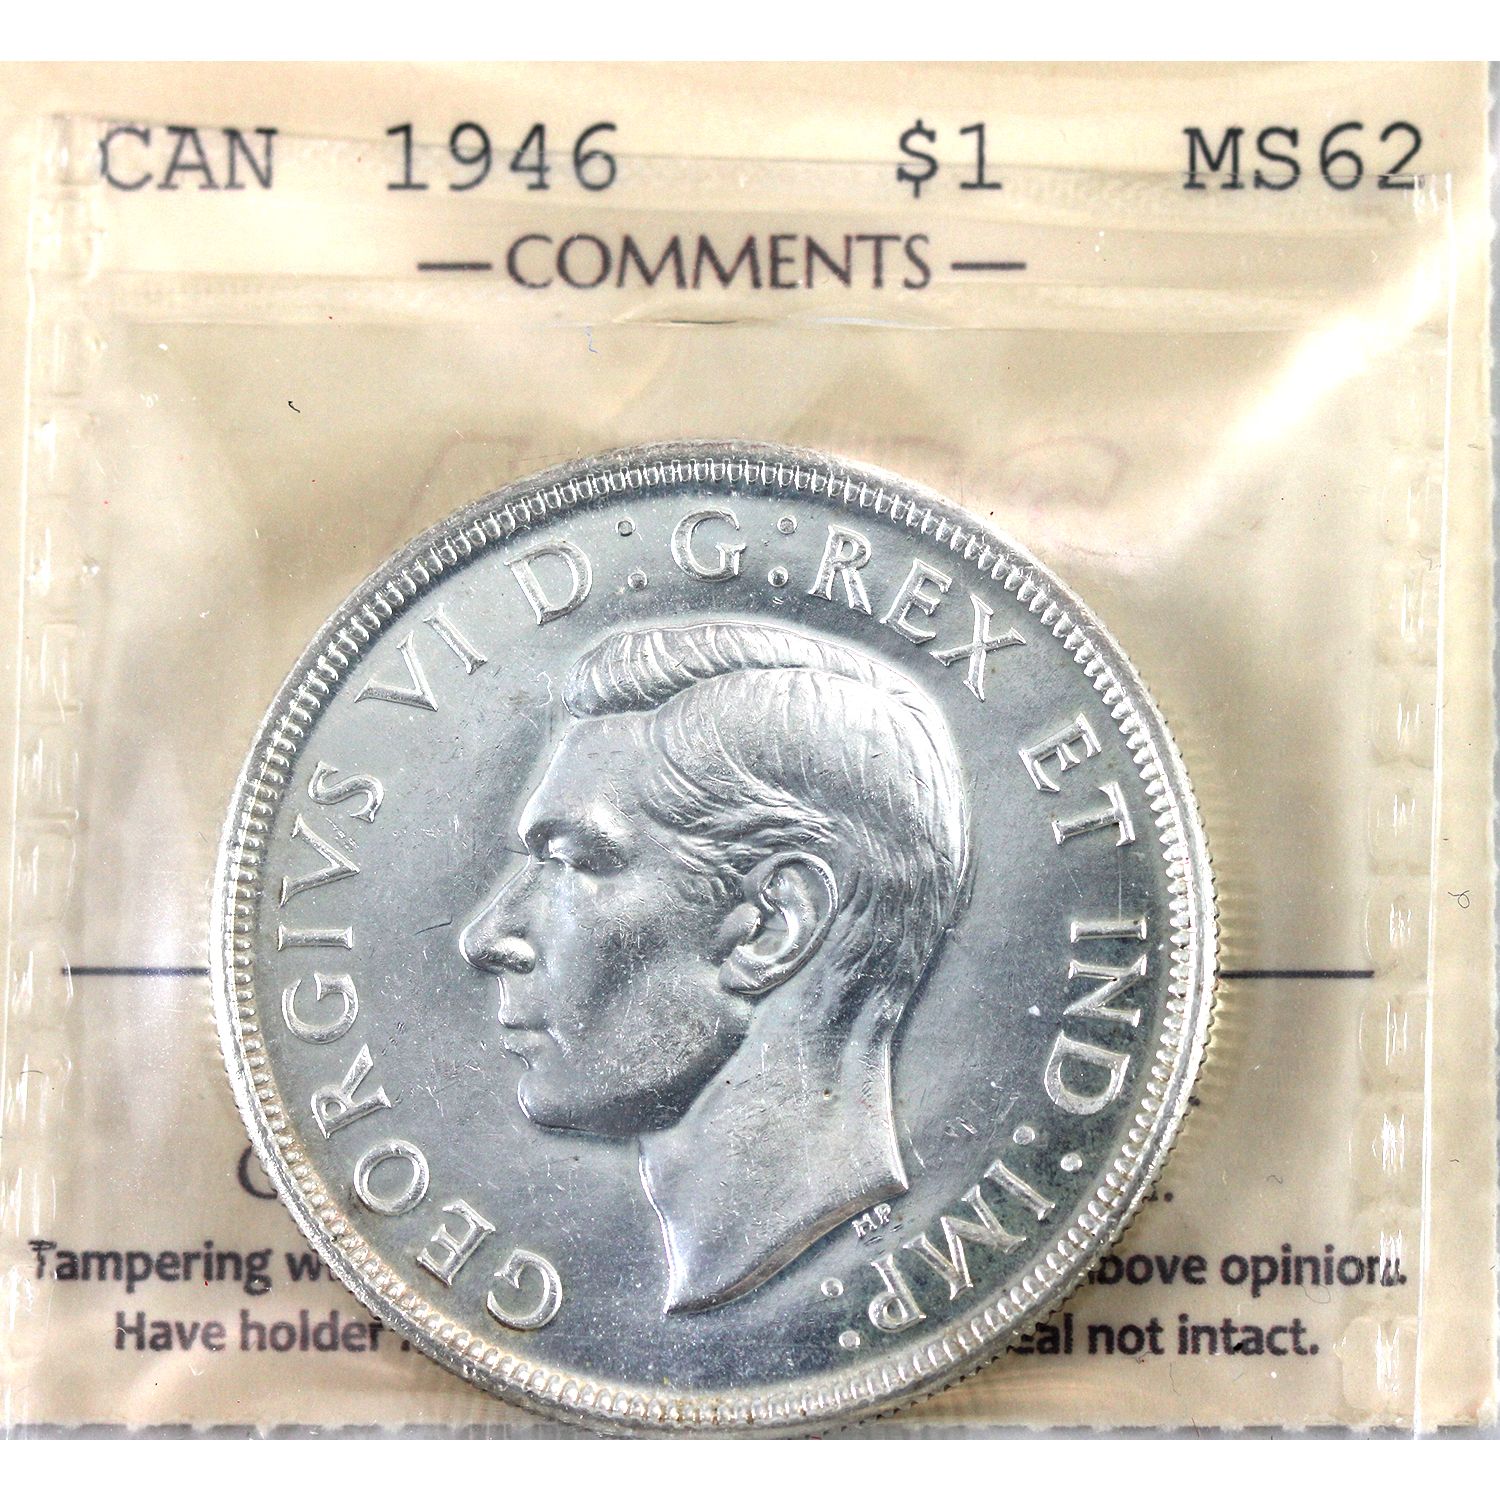 CAN 1946 $1 MS62
— COMMENTS —
GEORGIVS VI D:G:REX ET IND:IMP:
HP
Tampering above opinion.
Have holder seal not intact.